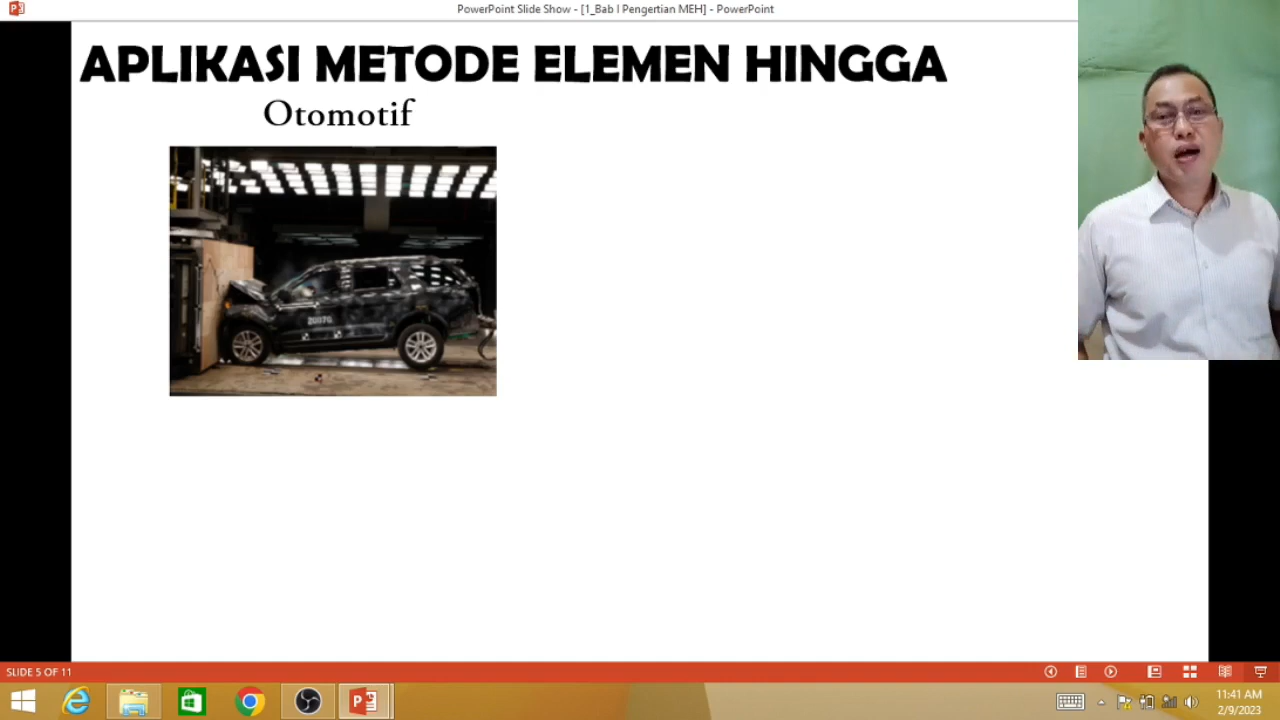 PowerPoint Slide Show - [1_Bab I Pengertian MEH] - PowerPoint
APLIKASI METODE ELEMEN HINGGA
Otomotif
SLIDE 5 OF 11
11:41 AM
2/9/2023